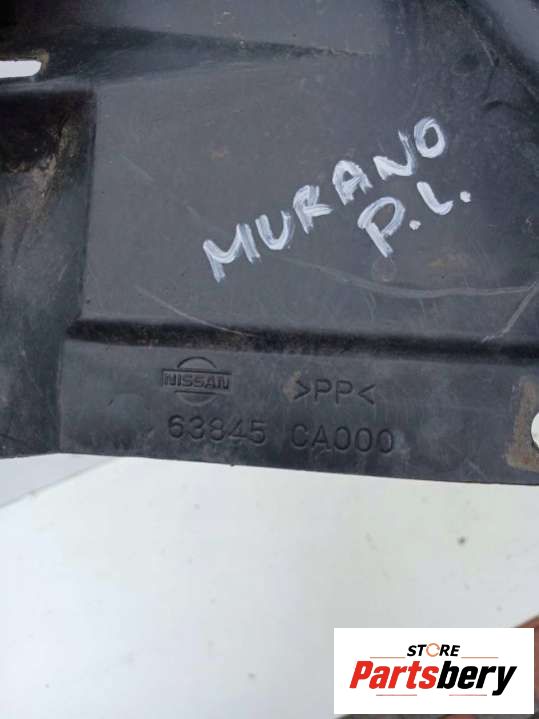 MURANO
P.L.
NISSAN
>PP<
63845 CA000
STORE
Partsbery